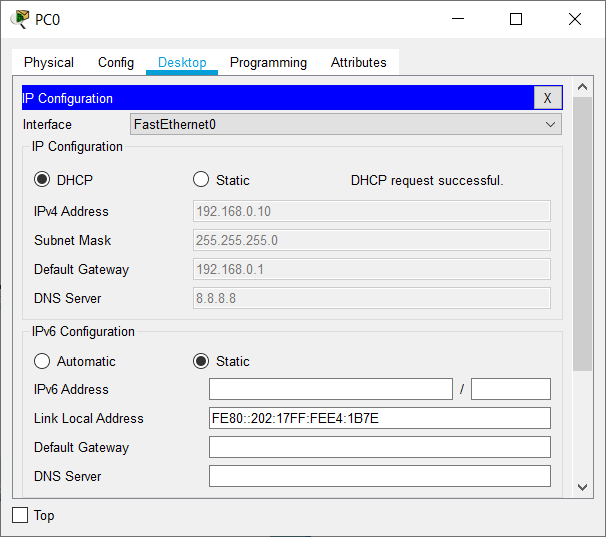 PC0
Physical Config Desktop Programming Attributes
IP Configuration X
Interface FastEthernet0
IP Configuration
DHCP Static DHCP request successful.
IPv4 Address 192.168.0.10
Subnet Mask 255.255.255.0
Default Gateway 192.168.0.1
DNS Server 8.8.8.8
IPv6 Configuration
Automatic Static
IPv6 Address /
Link Local Address FE80::202:17FF:FEE4:1B7E
Default Gateway
DNS Server
Top